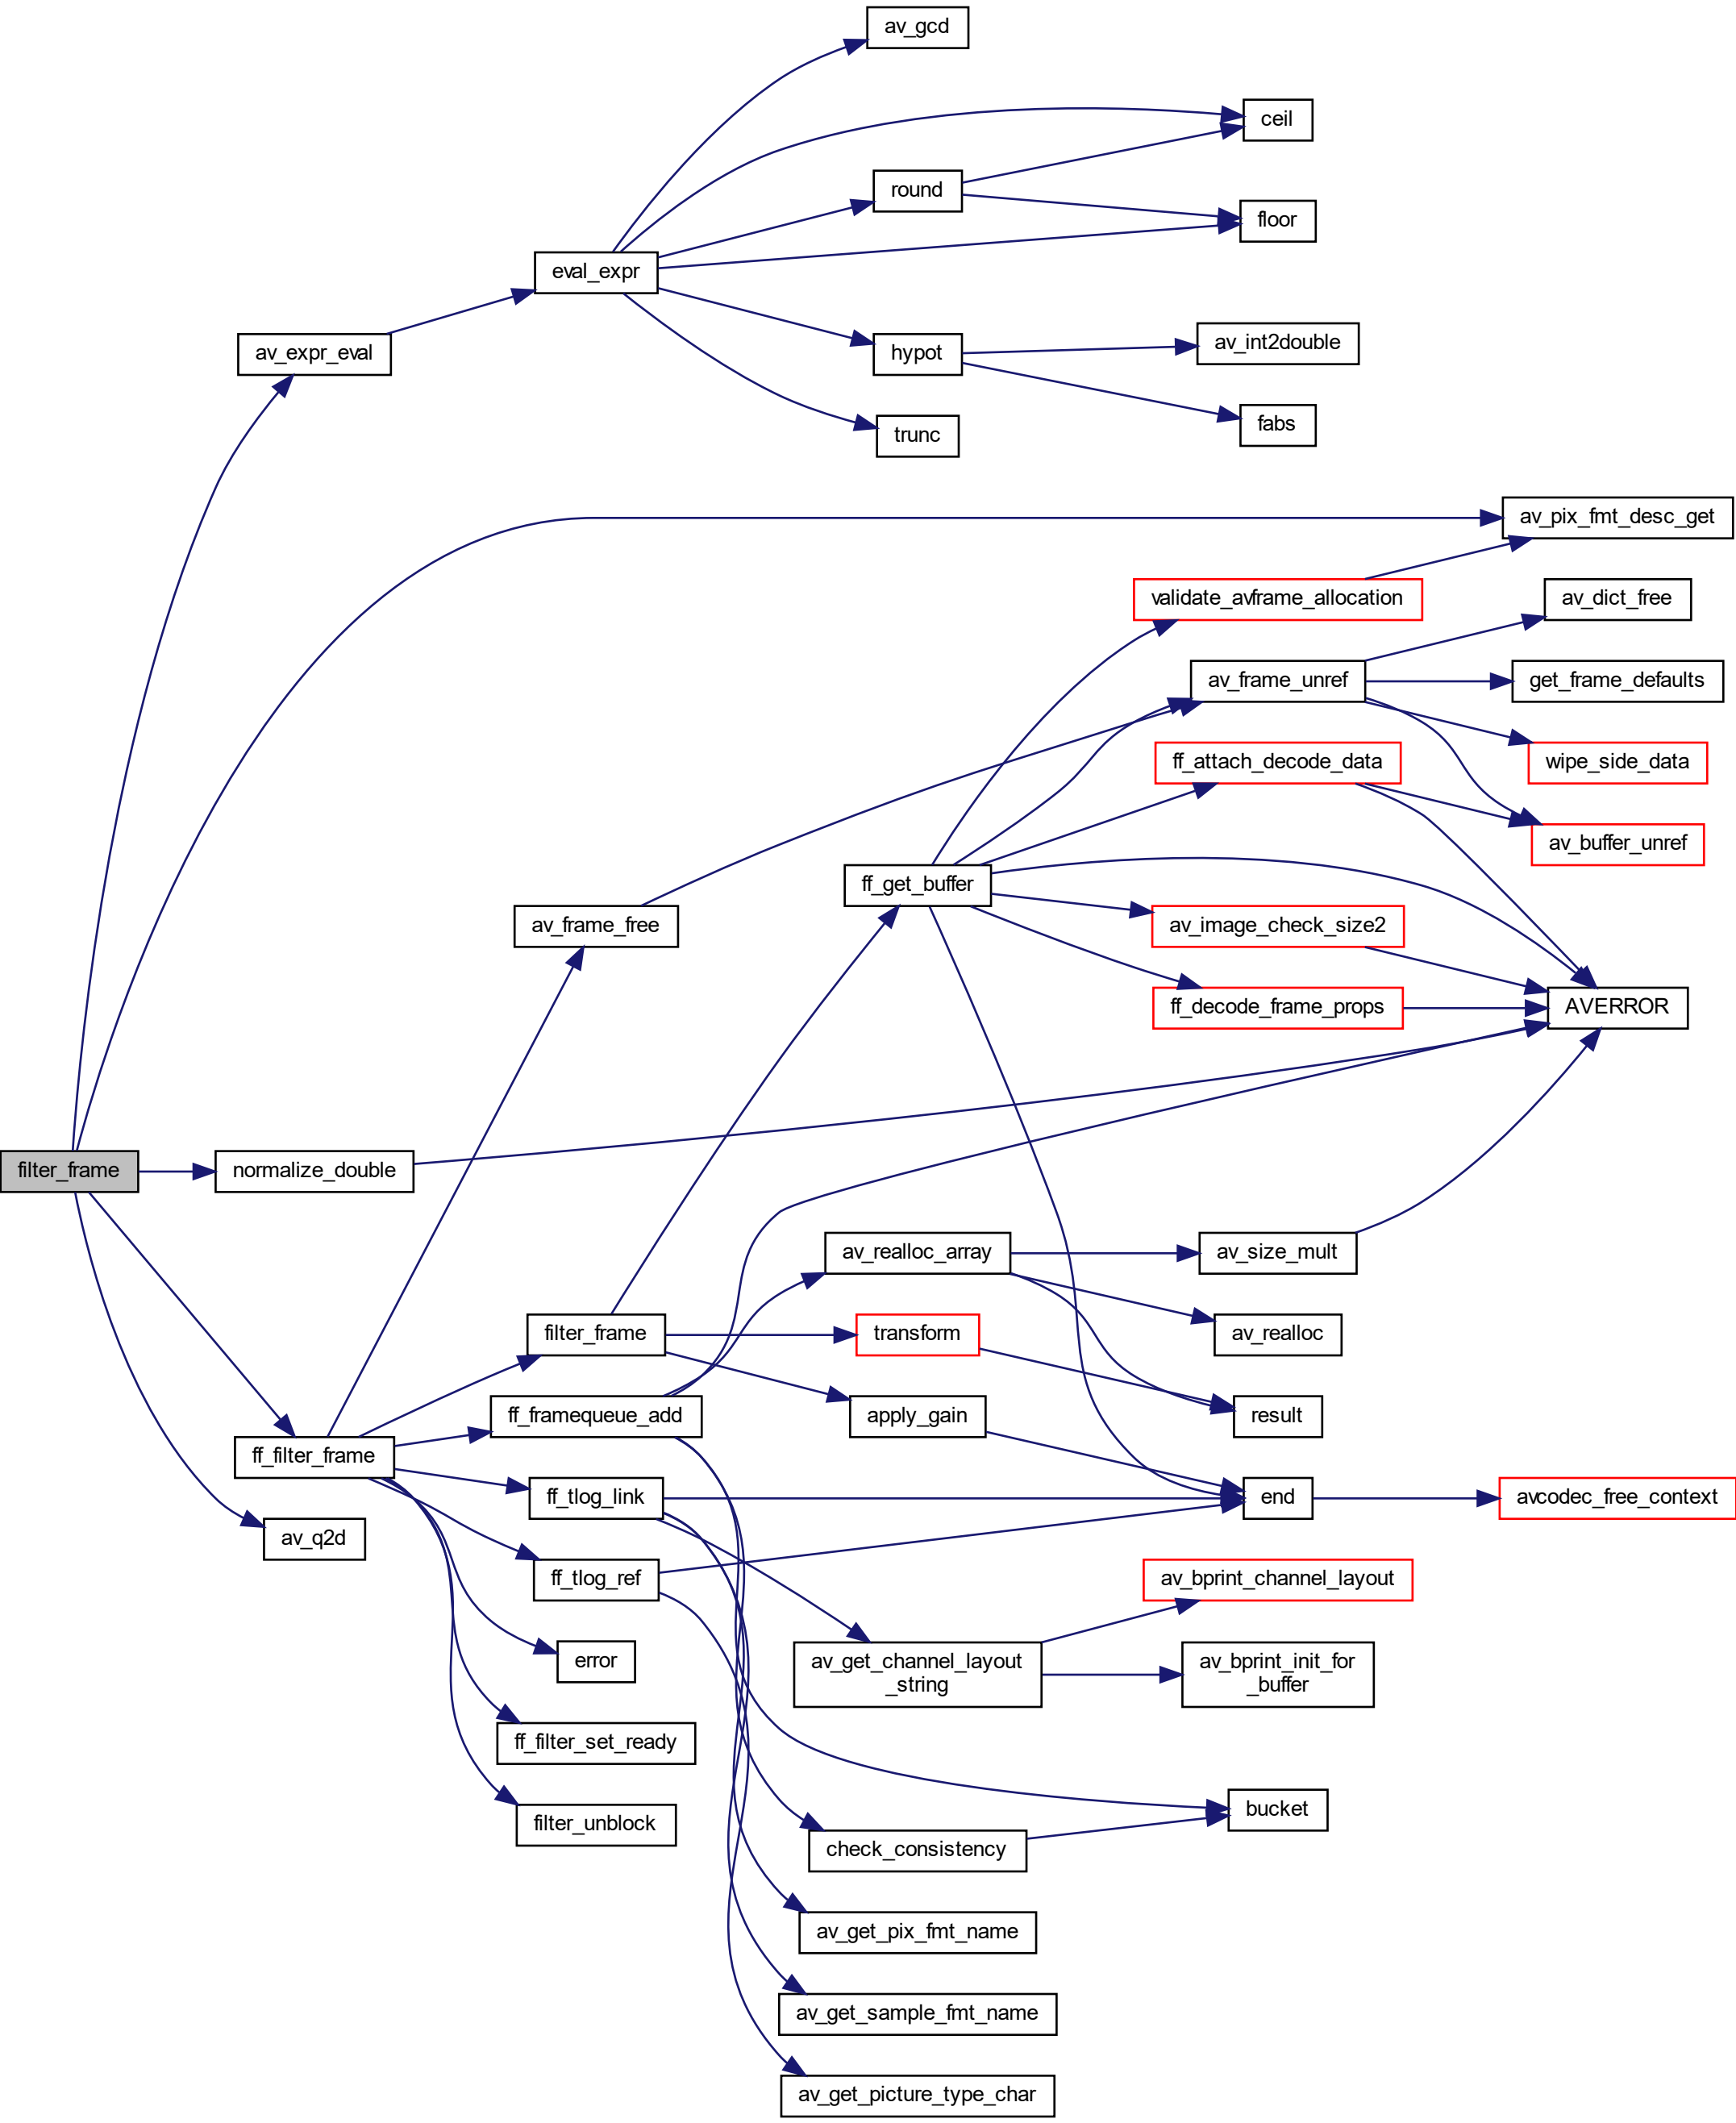 av_gcd
ceil
round
floor
eval_expr
av_int2double
av_expr_eval
hypot
fabs
trunc
av_pix_fmt_desc_get
validate_avframe_allocation
av_dict_free
av_frame_unref
get_frame_defaults
ff_attach_decode_data
wipe_side_data
av_buffer_unref
ff_get_buffer
av_frame_free
av_image_check_size2
ff_decode_frame_props
AVERROR
filter_frame
normalize_double
av_realloc_array
av_size_mult
filter_frame
transform
av_realloc
ff_framequeue_add
apply_gain
result
ff_filter_frame
ff_tlog_link
end
avcodec_free_context
av_q2d
ff_tlog_ref
av_bprint_channel_layout
error
av_get_channel_layout
_string
av_bprint_init_for
_buffer
ff_filter_set_ready
filter_unblock
bucket
check_consistency
av_get_pix_fmt_name
av_get_sample_fmt_name
av_get_picture_type_char